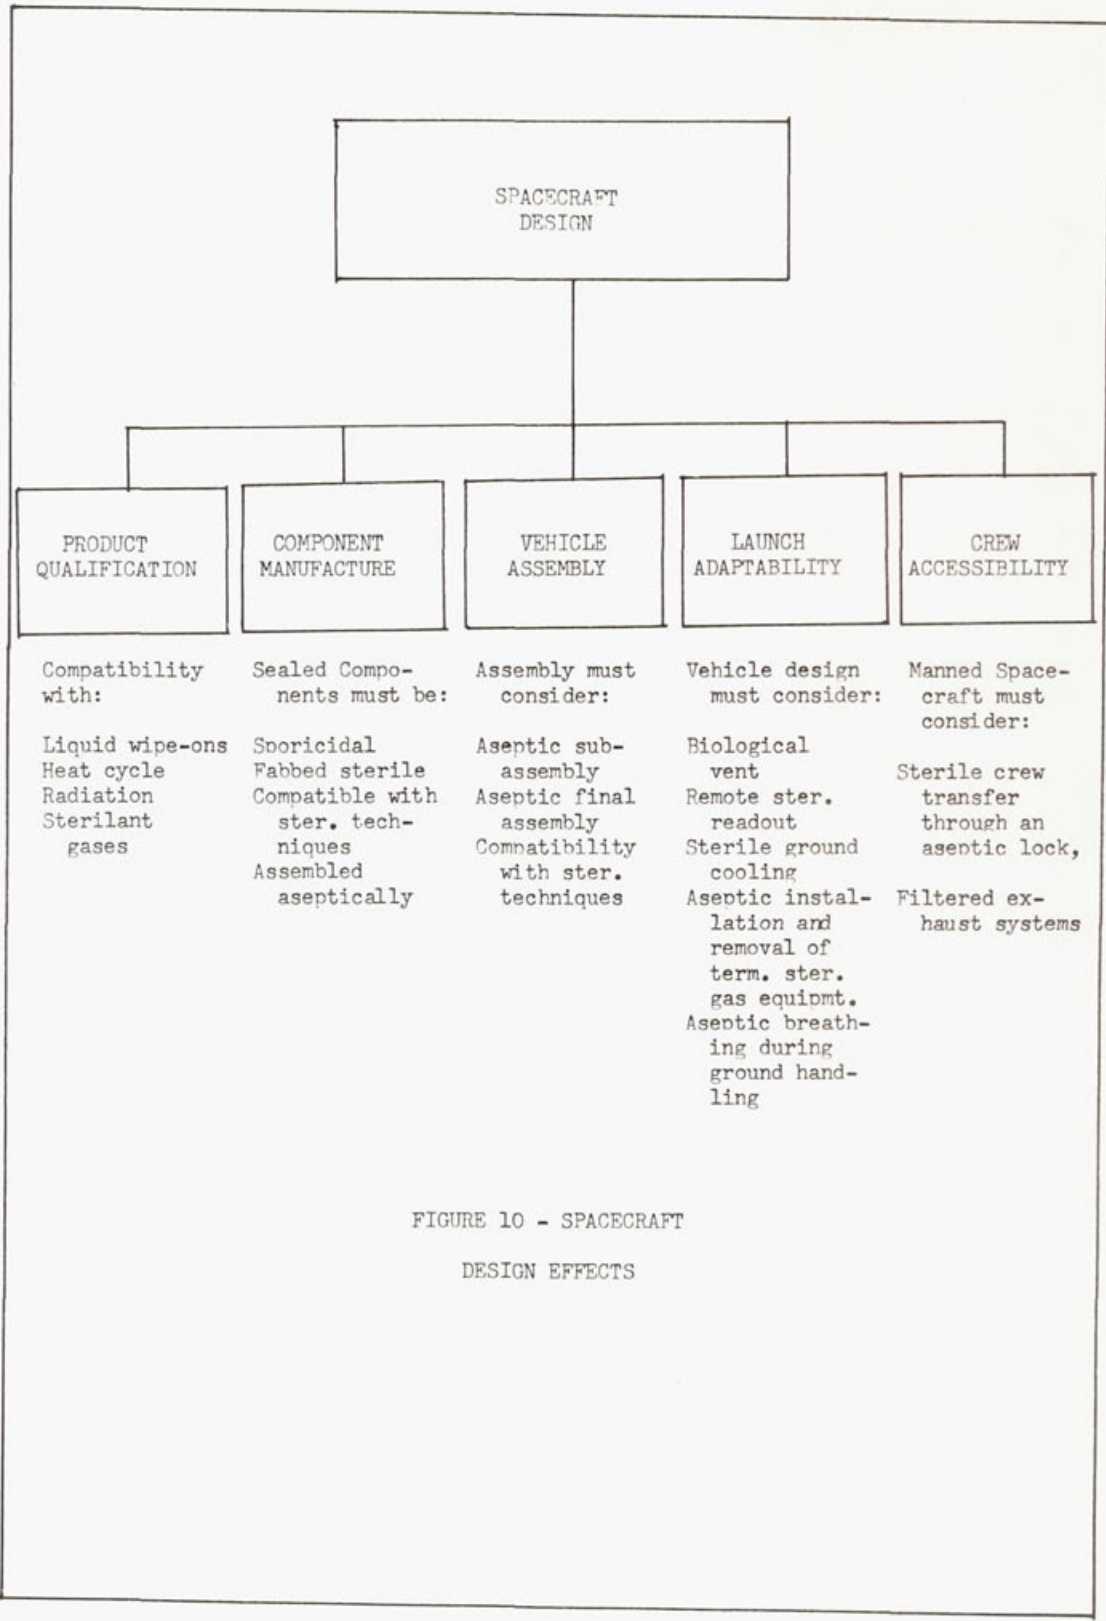 SPACECRAFT
DESIGN
PRODUCT
QUALIFICATION
COMPONENT
MANUFACTURE
VEHICLE
ASSEMBLY
LAUNCH
ADAPTABILITY
CREW
ACCESSIBILITY
Compatibility
with:
Liquid wipe-ons
Heat cycle
Radiation
Sterilant
gases
Sealed Compo-
nents must be:
Sporicidal
Fabbed sterile
Compatible with
ster. tech-
niques
Assembled
aseptically
Assembly must
consider:
Aseptic sub-
assembly
Aseptic final
assembly
Compatibility
with ster.
techniques
Vehicle design
must consider:
Biological
vent
Remote ster.
readout
Sterile ground
cooling
Aseptic instal-
lation and
removal of
term. ster.
gas equipmt.
Aseptic breath-
ing during
ground hand-
ling
Manned Space-
craft must
consider:
Sterile crew
transfer
through an
aseptic lock,
Filtered ex-
haust systems
FIGURE 10 - SPACECRAFT
DESIGN EFFECTS